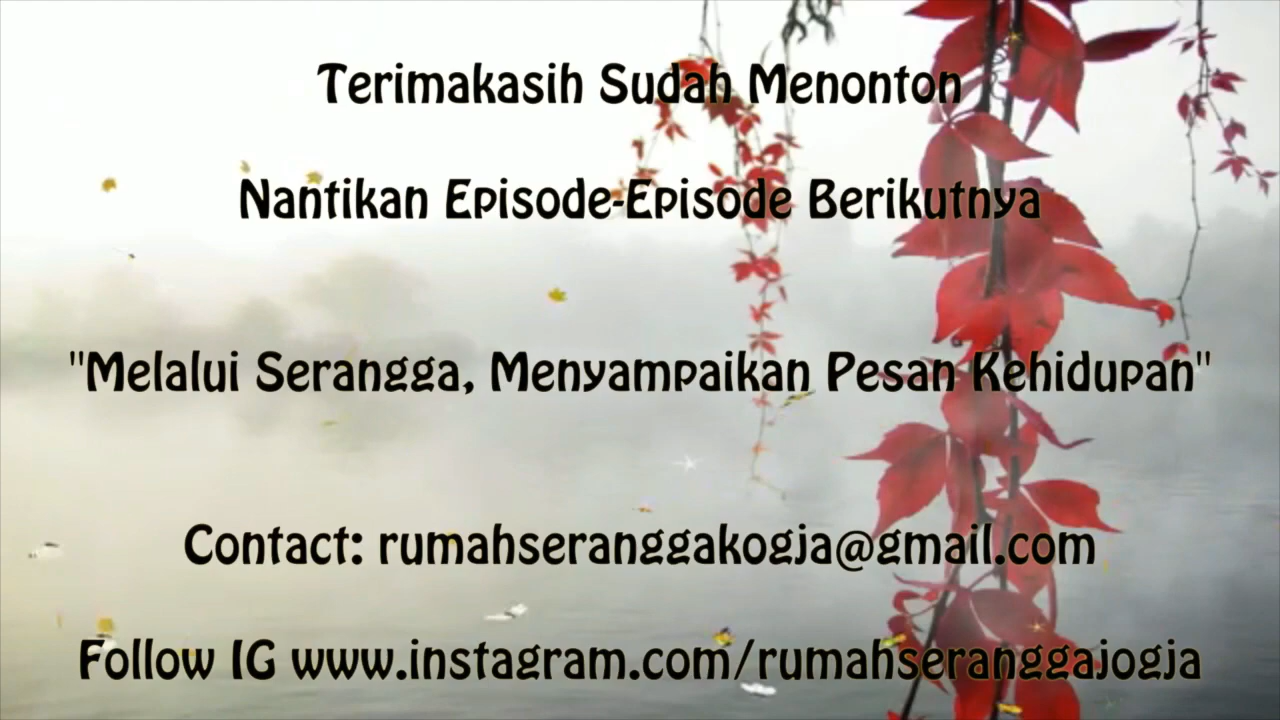 Terimakasih Sudah Menonton
Nantikan Episode-Episode Berikutnya
"Melalui Serangga, Menyampaikan Pesan Kehidupan"
Contact: rumahseranggakogja@gmail.com
Follow IG www.instagram.com/rumahseranggajogja